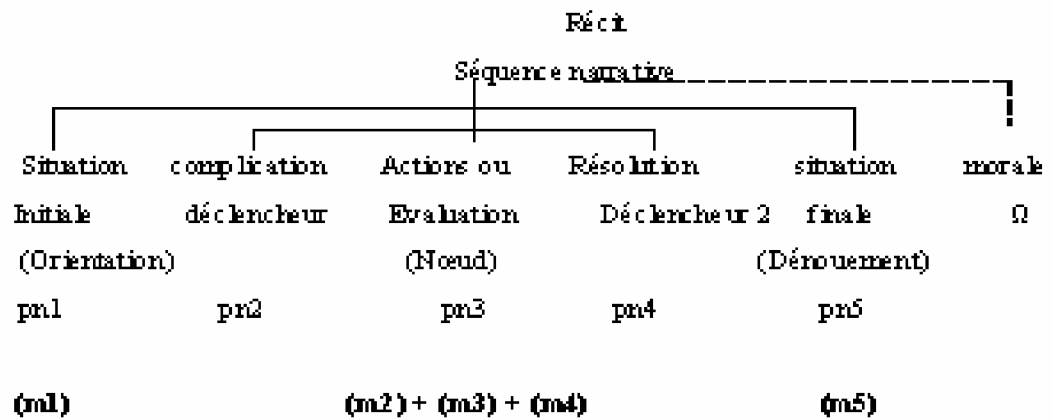 Récit
Séquence narrative
Situation complication Actions ou Résolution situation morale
Initiale déclencheur Evaluation Déclencheur 2 finale Ω
(Orientation) (Nœud) (Dénouement)
pn1 pn2 pn3 pn4 pn5
(m1) (m2) + (m3) + (m4) (m5)